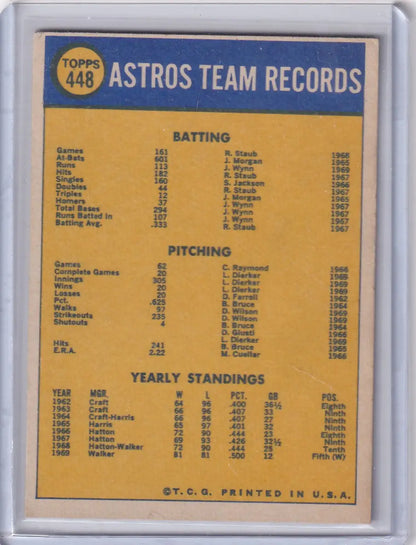 TOPPS
448
ASTROS TEAM RECORDS
BATTING
Games 161 R. Staub 1968
At-Bats 601 J. Morgan 1965
Runs 113 J. Wynn 1969
Hits 182 R. Staub 1967
Singles 160 S. Jackson 1966
Doubles 44 R. Staub 1967
Triples 12 J. Morgan 1965
Homers 37 J. Wynn 1967
Total Bases 294 J. Wynn 1967
Runs Batted In 107 J. Wynn 1967
Batting Avg. .333 R. Staub 1967
PITCHING
Games 62 C. Raymond 1966
Complete Games 20 L. Dierker 1969
Innings 305 L. Dierker 1969
Wins 20 L. Dierker 1969
Losses 20 D. Farrell 1962
Pct. .625 B. Bruce 1964
Walks 97 D. Wilson 1969
Strikeouts 235 D. Wilson 1969
Shutouts 4 B. Bruce 1964
D. Giusti
L. Dierker
Hits 241 B. Bruce
E.R.A. 2.22 M. Cuellar 1966
YEARLY STANDINGS
YEAR MGR. W L PCT. GB POS.
1962 Craft 64 96 .400 36½ Eighth
1963 Craft 66 96 .407 33 Ninth
1964 Craft-Harris 66 96 .407 27 Ninth
1965 Harris 65 97 .401 32 Ninth
1966 Hatton 72 90 .444 23 Eighth
1967 Hatton 69 93 .426 32½ Ninth
1968 Hatton-Walker 72 90 .444 25 Tenth
1969 Walker 81 81 .500 12 Fifth (W)
©T.C.G. PRINTED IN U.S.A.